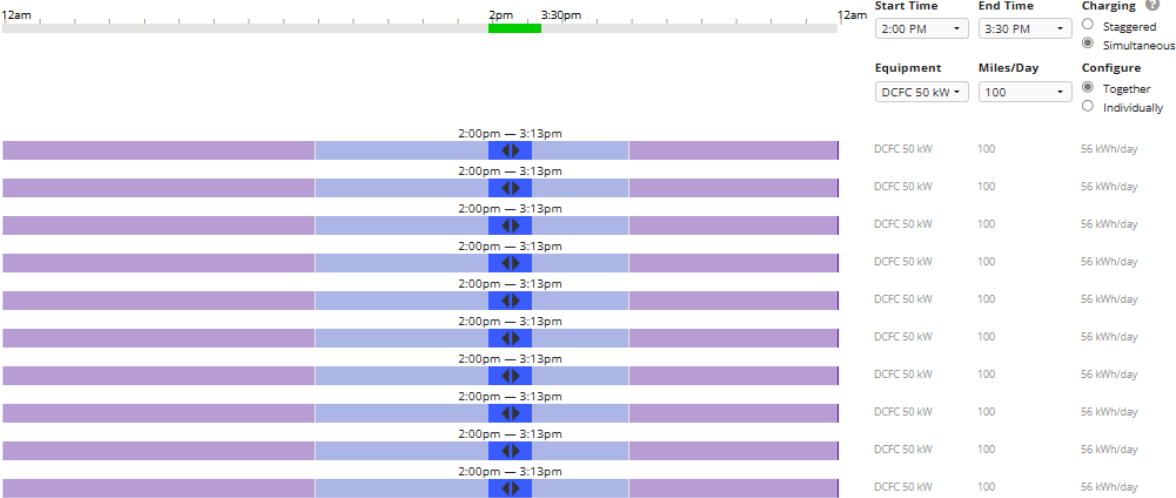 12am 2pm 3:30pm 12am
Start Time End Time Charging ?
2:00 PM 3:30 PM Staggered
Simultaneous
Equipment Miles/Day Configure
DCFC 50 kW 100 Together
Individually
2:00pm — 3:13pm
DCFC 50 kW 100 56 kWh/day
2:00pm — 3:13pm
DCFC 50 kW 100 56 kWh/day
2:00pm — 3:13pm
DCFC 50 kW 100 56 kWh/day
2:00pm — 3:13pm
DCFC 50 kW 100 56 kWh/day
2:00pm — 3:13pm
DCFC 50 kW 100 56 kWh/day
2:00pm — 3:13pm
DCFC 50 kW 100 56 kWh/day
2:00pm — 3:13pm
DCFC 50 kW 100 56 kWh/day
2:00pm — 3:13pm
DCFC 50 kW 100 56 kWh/day
2:00pm — 3:13pm
DCFC 50 kW 100 56 kWh/day
2:00pm — 3:13pm
DCFC 50 kW 100 56 kWh/day